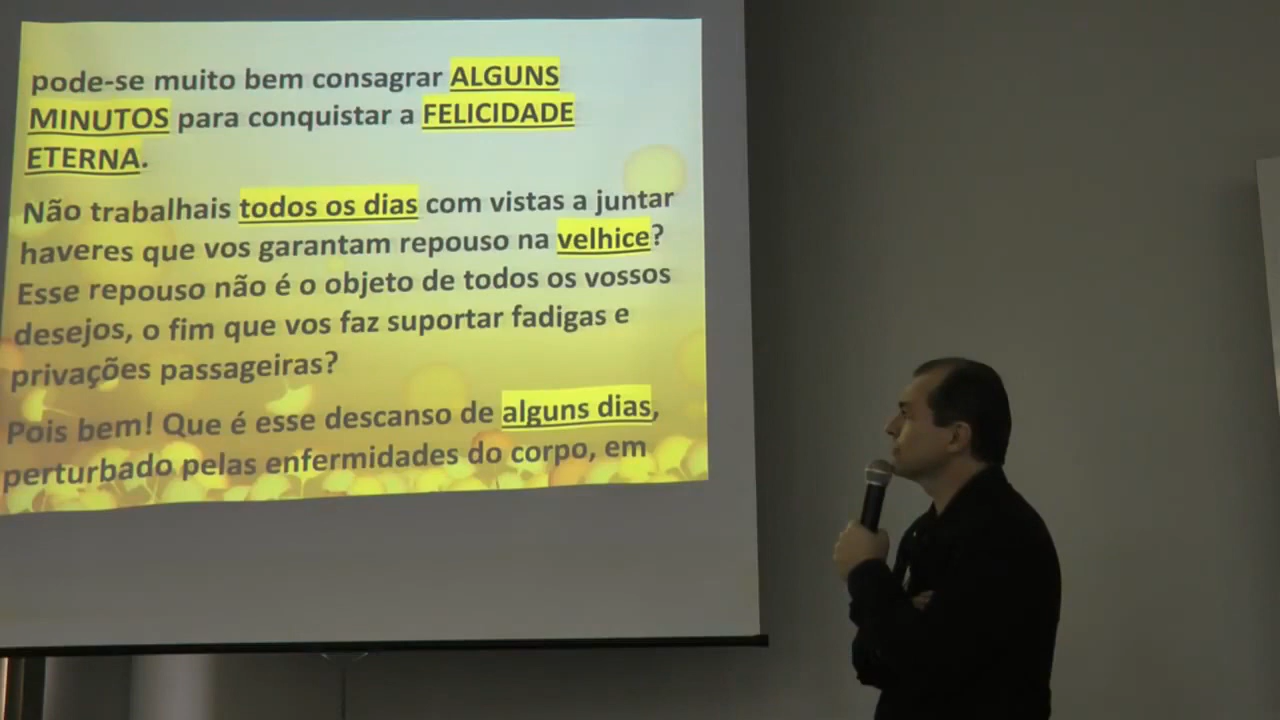 pode-se muito bem consagrar ALGUNS
MINUTOS para conquistar a FELICIDADE
ETERNA.
Não trabalhais todos os dias com vistas a juntar
haveres que vos garantam repouso na velhice?
Esse repouso não é o objeto de todos os vossos
desejos, o fim que vos faz suportar fadigas e
privações passageiras?
Pois bem! Que é esse descanso de alguns dias,
perturbado pelas enfermidades do corpo, em